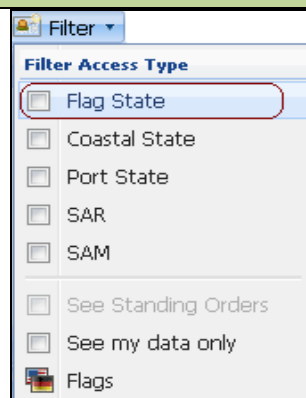 Filter
Filter Access Type
Flag State
Coastal State
Port State
SAR
SAM
See Standing Orders
See my data only
Flags